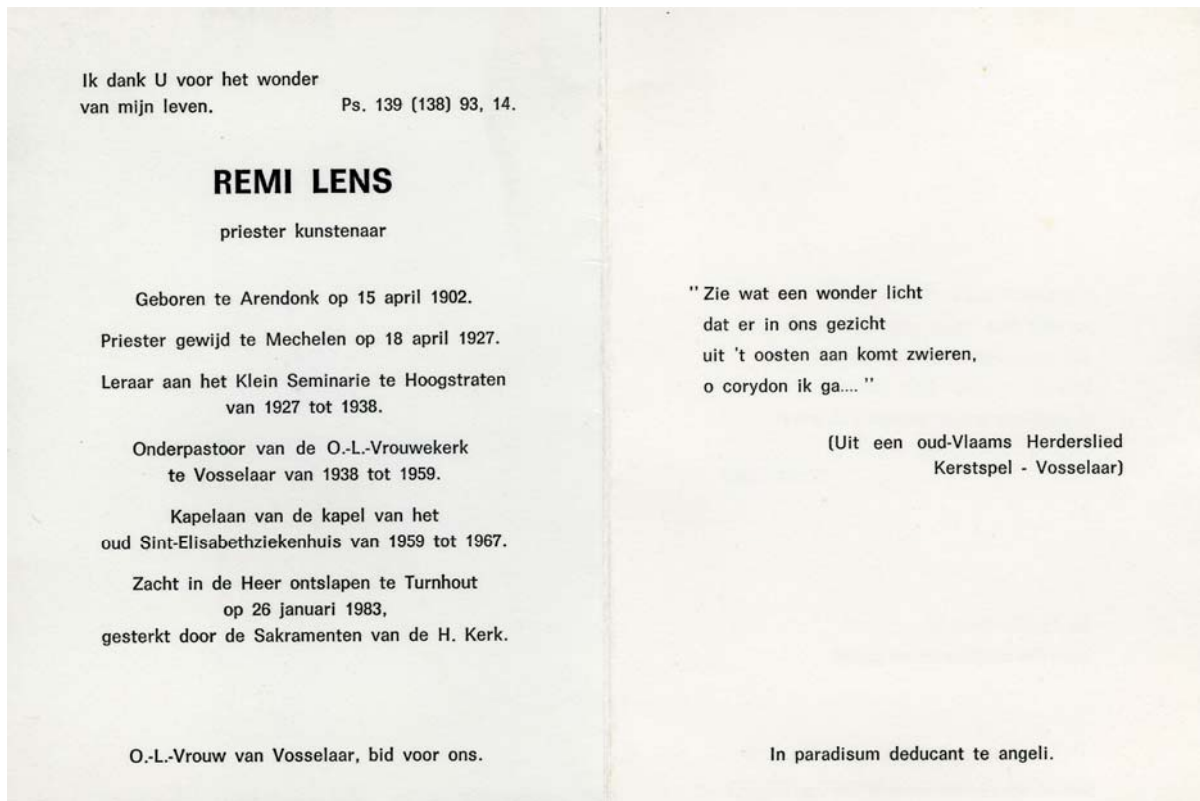 Ik dank U voor het wonder
van mijn leven. Ps. 139 (138) 93, 14.
REMI LENS
priester kunstenaar
Geboren te Arendonk op 15 april 1902.
Priester gewijd te Mechelen op 18 april 1927.
Leraar aan het Klein Seminarie te Hoogstraten
van 1927 tot 1938.
Onderpastoor van de O.-L.-Vrouwekerk
te Vosselaar van 1938 tot 1959.
Kapelaan van de kapel van het
oud Sint-Elisabethziekenhuis van 1959 tot 1967.
Zacht in de Heer ontslapen te Turnhout
op 26 januari 1983,
gesterkt door de Sakramenten van de H. Kerk.
O.-L.-Vrouw van Vosselaar, bid voor ons.
" Zie wat een wonder licht
dat er in ons gezicht
uit 't oosten aan komt zwieren,
o corydon ik ga.... "
(Uit een oud-Vlaams Herderslied
Kerstspel - Vosselaar)
In paradisum deducant te angeli.